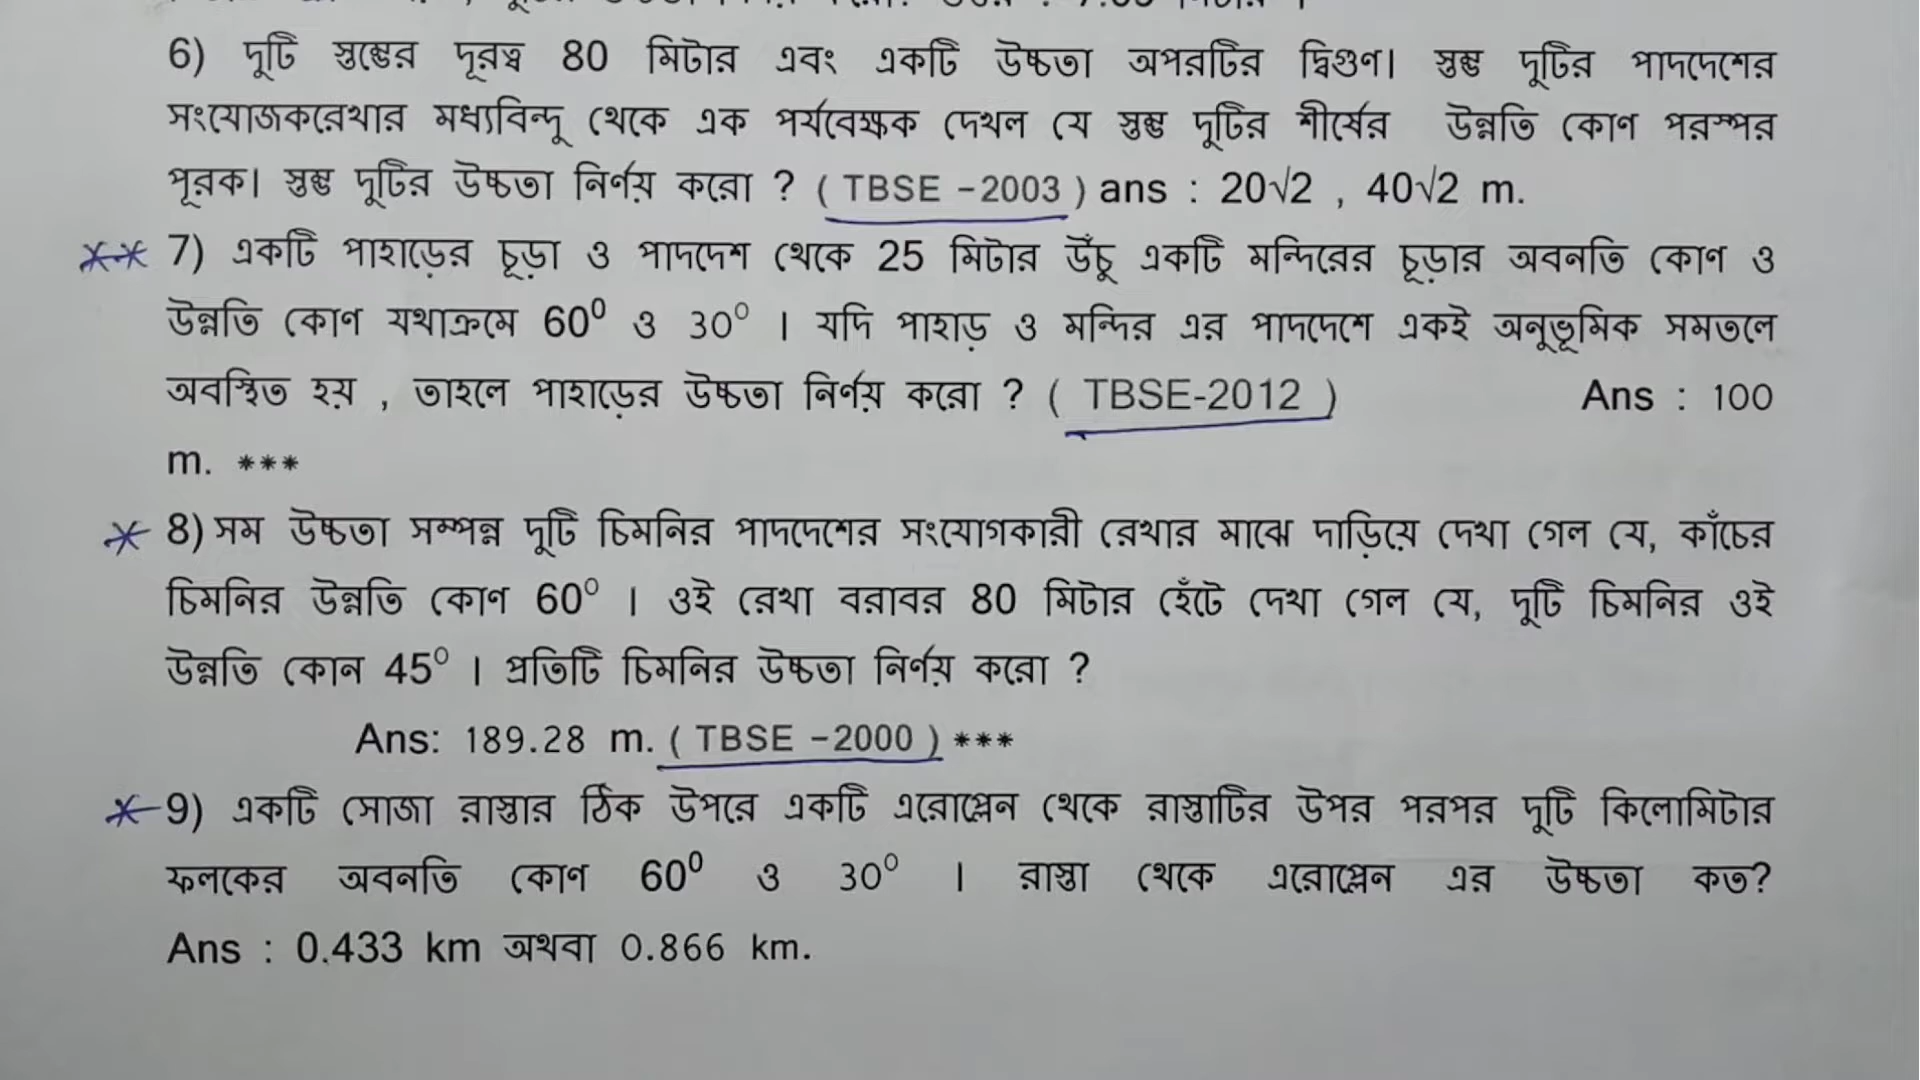 6) দুটি স্তম্ভের দূরত্ব 80 মিটার এবং একটি উচ্চতা অপরটির দ্বিগুণ। স্তম্ভ দুটির পাদদেশের
সংযোজকরেখার মধ্যবিন্দু থেকে এক পর্যবেক্ষক দেখল যে স্তম্ভ দুটির শীর্ষের উন্নতি কোণ পরস্পর
পূরক। স্তম্ভ দুটির উচ্চতা নির্ণয় করো ? ( TBSE -2003 ) ans : 20√2 , 40√2 m.
** 7) একটি পাহাড়ের চূড়া ও পাদদেশ থেকে 25 মিটার উঁচু একটি মন্দিরের চূড়ার অবনতি কোণ ও
উন্নতি কোণ যথাক্রমে 60⁰ ও 30⁰ । যদি পাহাড় ও মন্দির এর পাদদেশে একই অনুভূমিক সমতলে
অবস্থিত হয় , তাহলে পাহাড়ের উচ্চতা নির্ণয় করো ? ( TBSE-2012 ) Ans : 100
m. ***
* 8) সম উচ্চতা সম্পন্ন দুটি চিমনির পাদদেশের সংযোগকারী রেখার মাঝে দাড়িয়ে দেখা গেল যে, কাঁচের
চিমনির উন্নতি কোণ 60⁰ । ওই রেখা বরাবর 80 মিটার হেঁটে দেখা গেল যে, দুটি চিমনির ওই
উন্নতি কোন 45⁰ । প্রতিটি চিমনির উচ্চতা নির্ণয় করো ?
Ans: 189.28 m. ( TBSE -2000 ) ***
* 9) একটি সোজা রাস্তার ঠিক উপরে একটি এরোপ্লেন থেকে রাস্তাটির উপর পরপর দুটি কিলোমিটার
ফলকের অবনতি কোণ 60⁰ ও 30⁰ । রাস্তা থেকে এরোপ্লেন এর উচ্চতা কত?
Ans : 0.433 km অথবা 0.866 km.